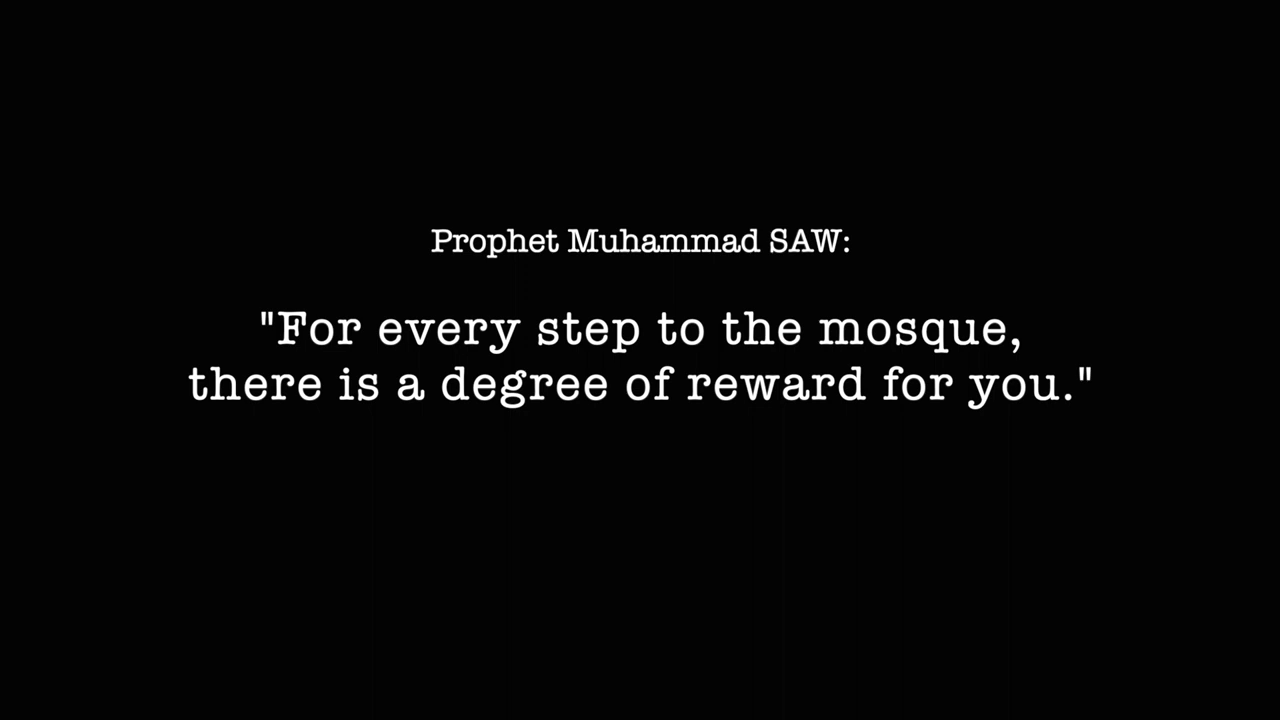 Prophet Muhammad SAW:
"For every step to the mosque,
there is a degree of reward for you."